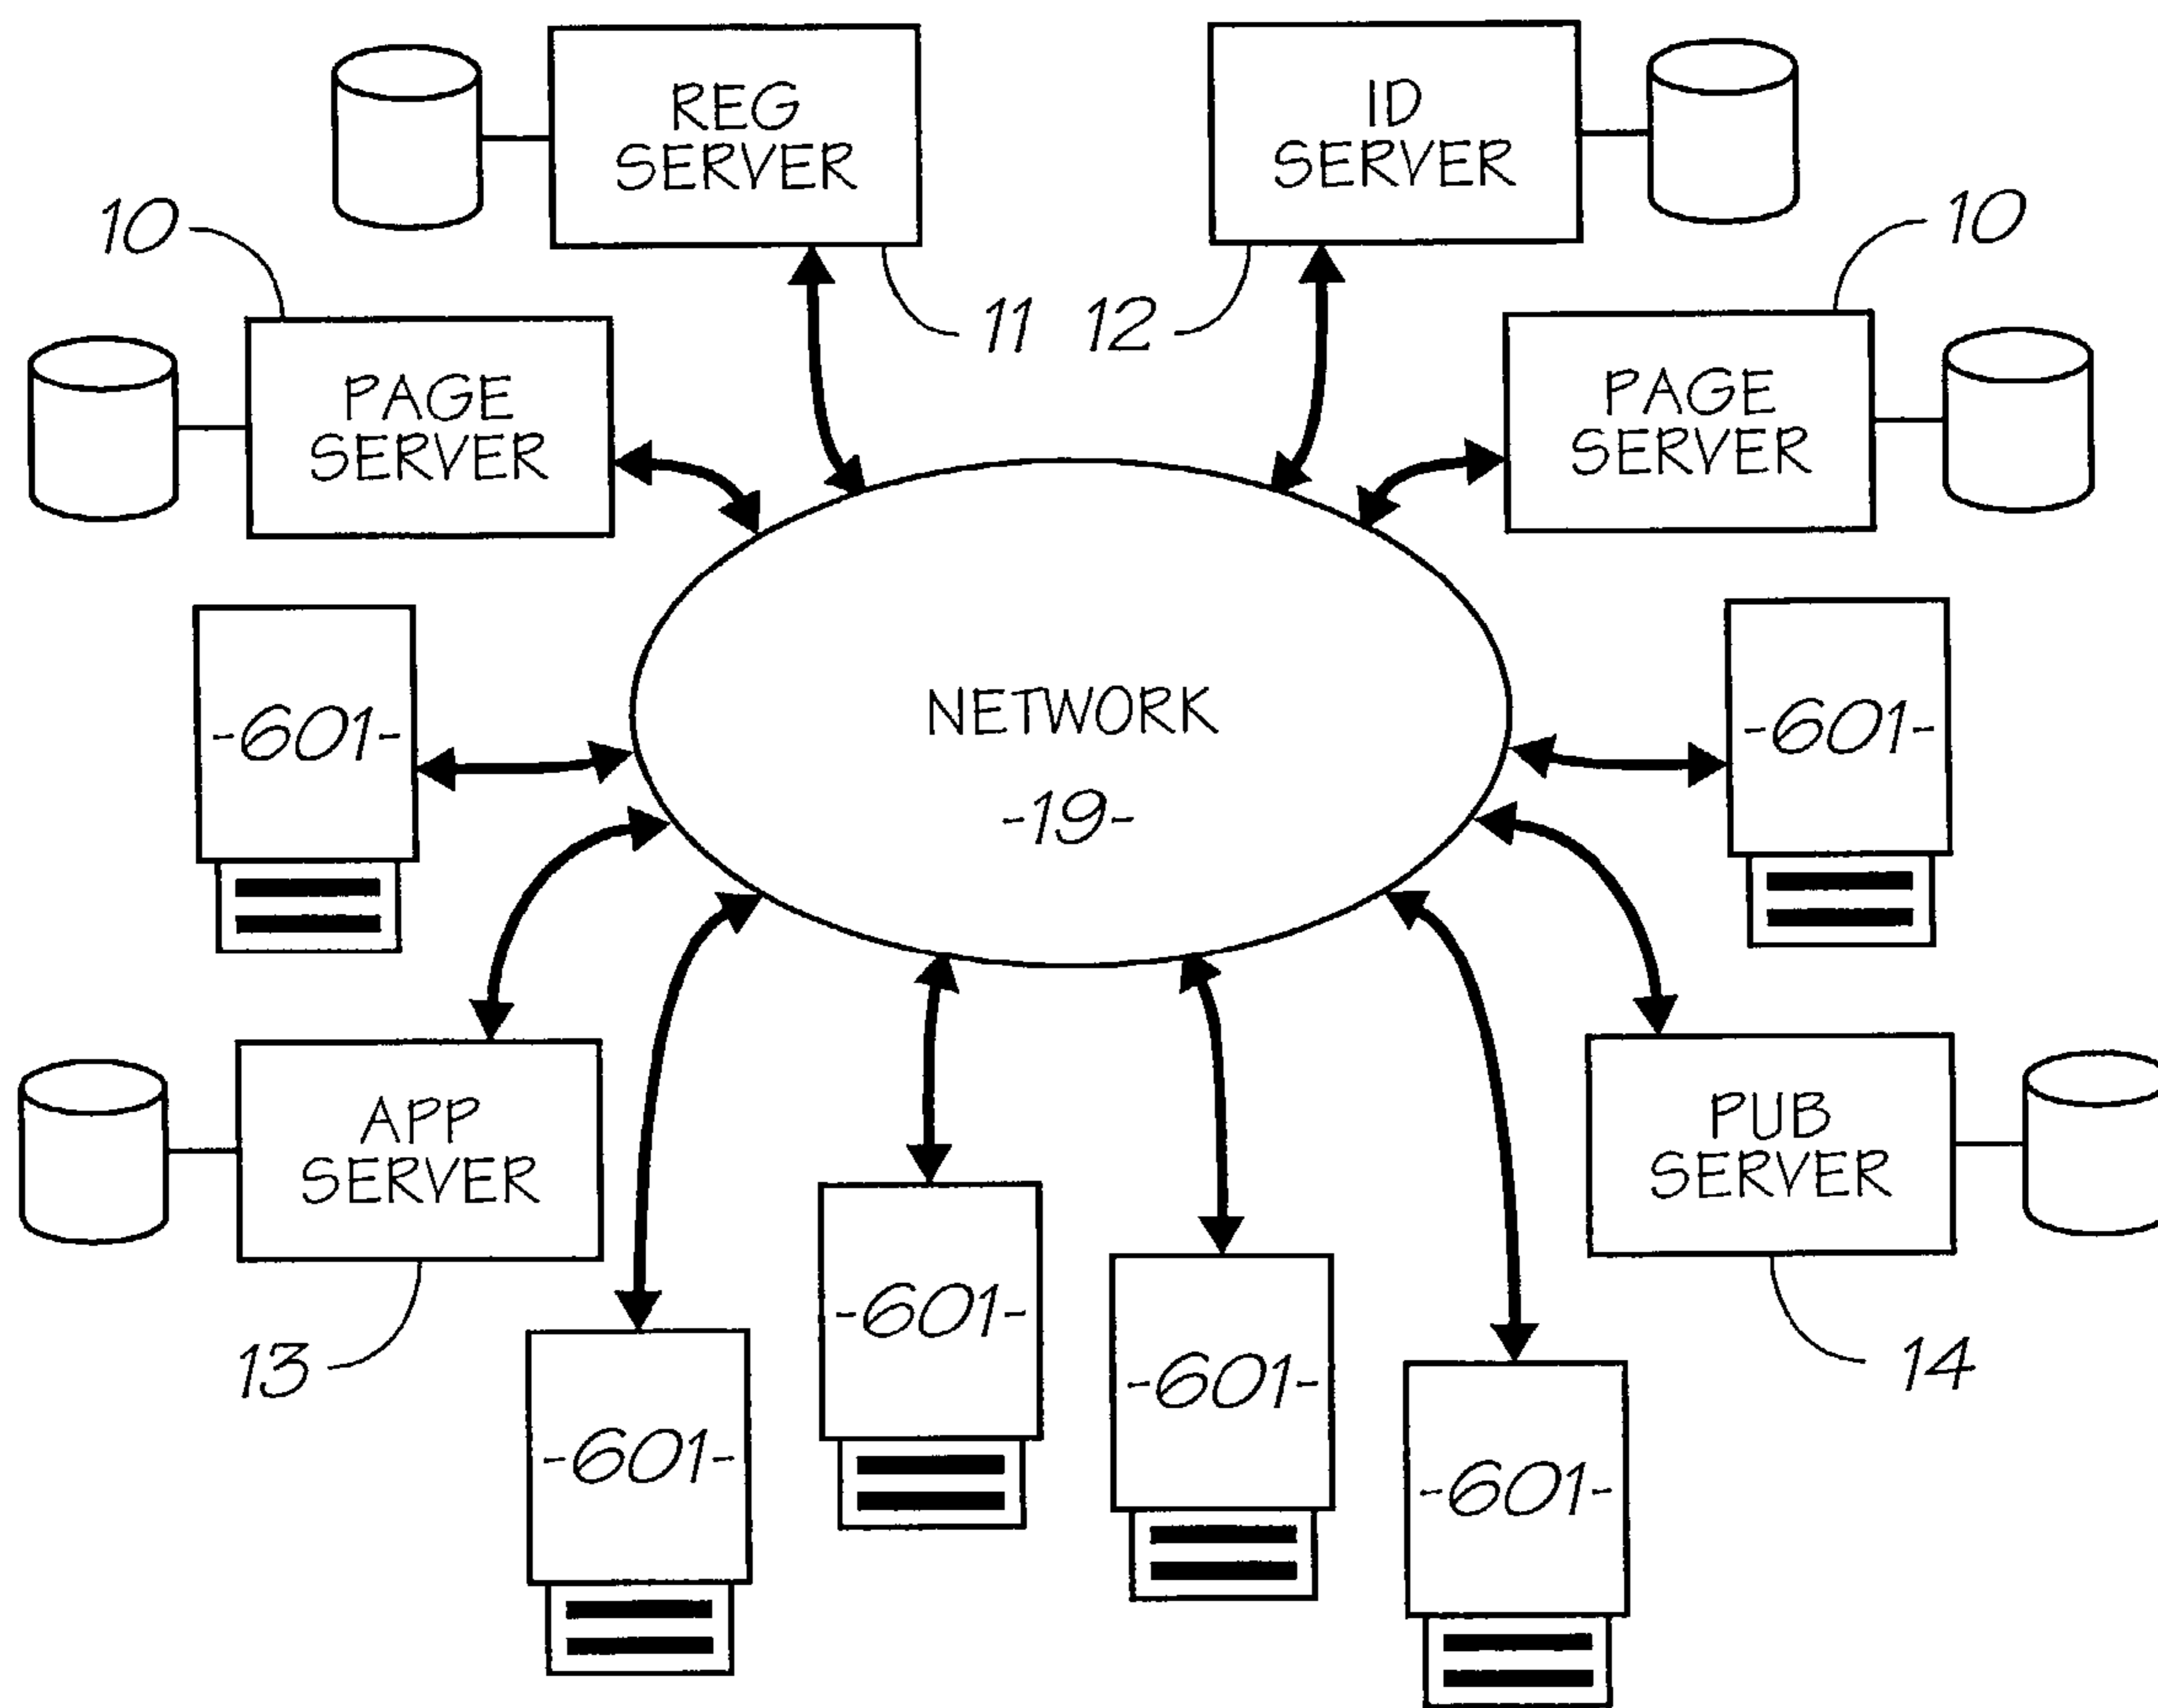 REG
SERVER
ID
SERVER
10
10
11
12
PAGE
SERVER
PAGE
SERVER
-601-
NETWORK
-19-
-601-
APP
SERVER
PUB
SERVER
13
-601-
-601-
-601-
-601-
14